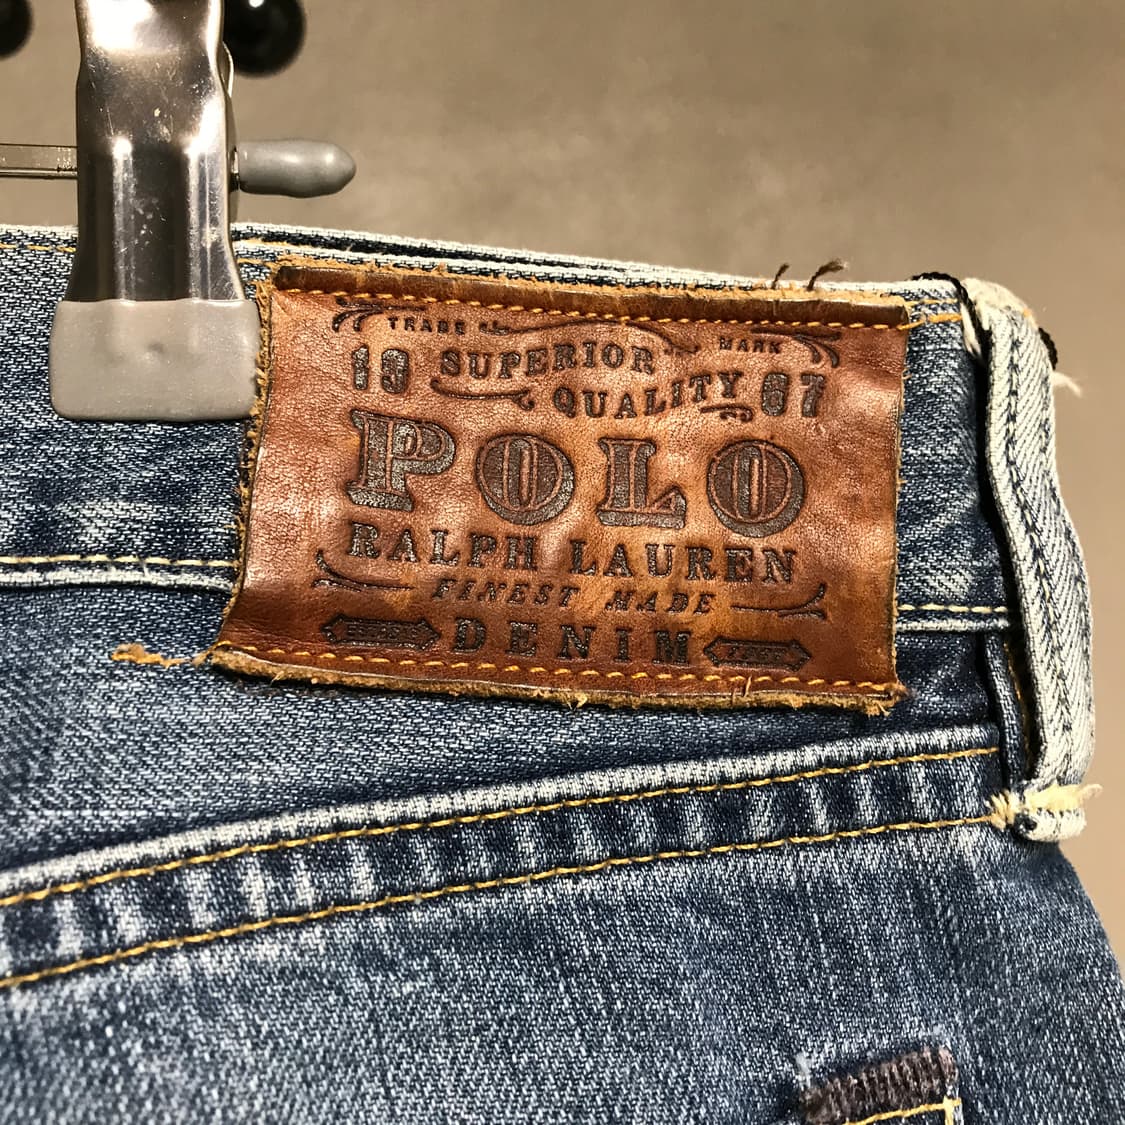 TRADE MARK
19 SUPERIOR
QUALITY 67
POLO
RALPH LAUREN
FINEST MADE
DENIM